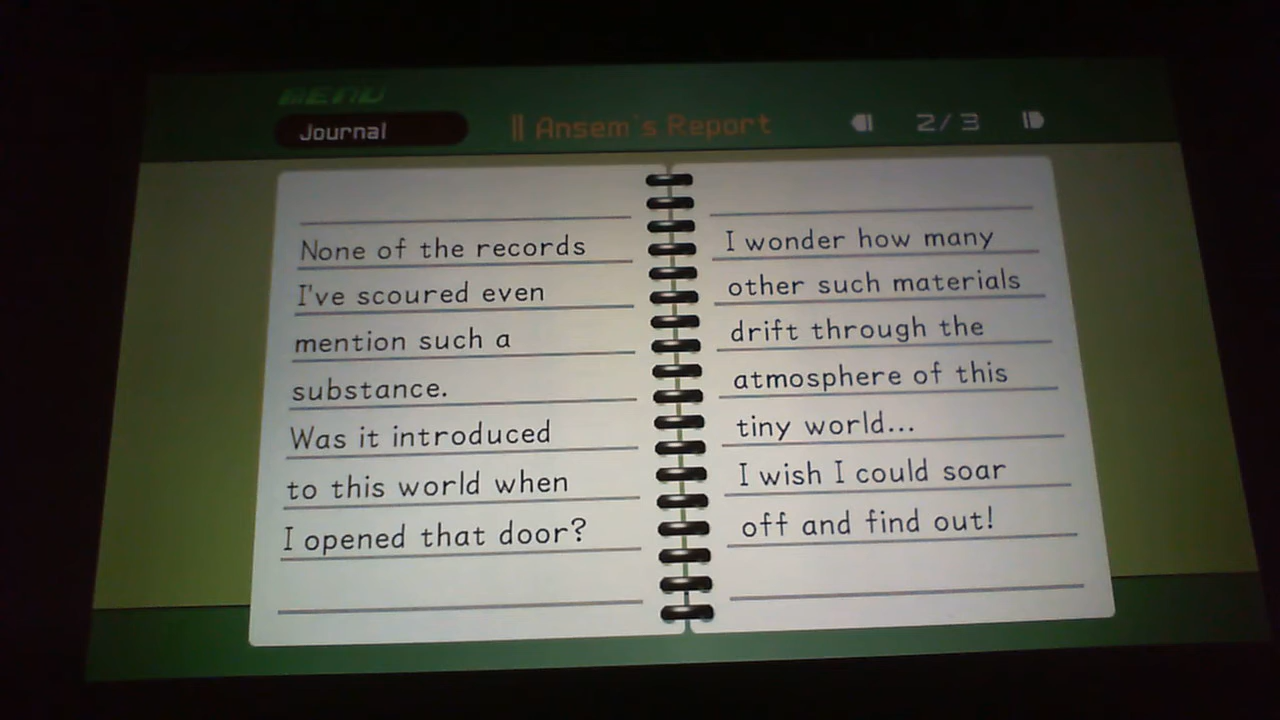 MENU
Journal
Ansem's Report
2/3
None of the records
I've scoured even
mention such a
substance.
Was it introduced
to this world when
I opened that door?
I wonder how many
other such materials
drift through the
atmosphere of this
tiny world...
I wish I could soar
off and find out!